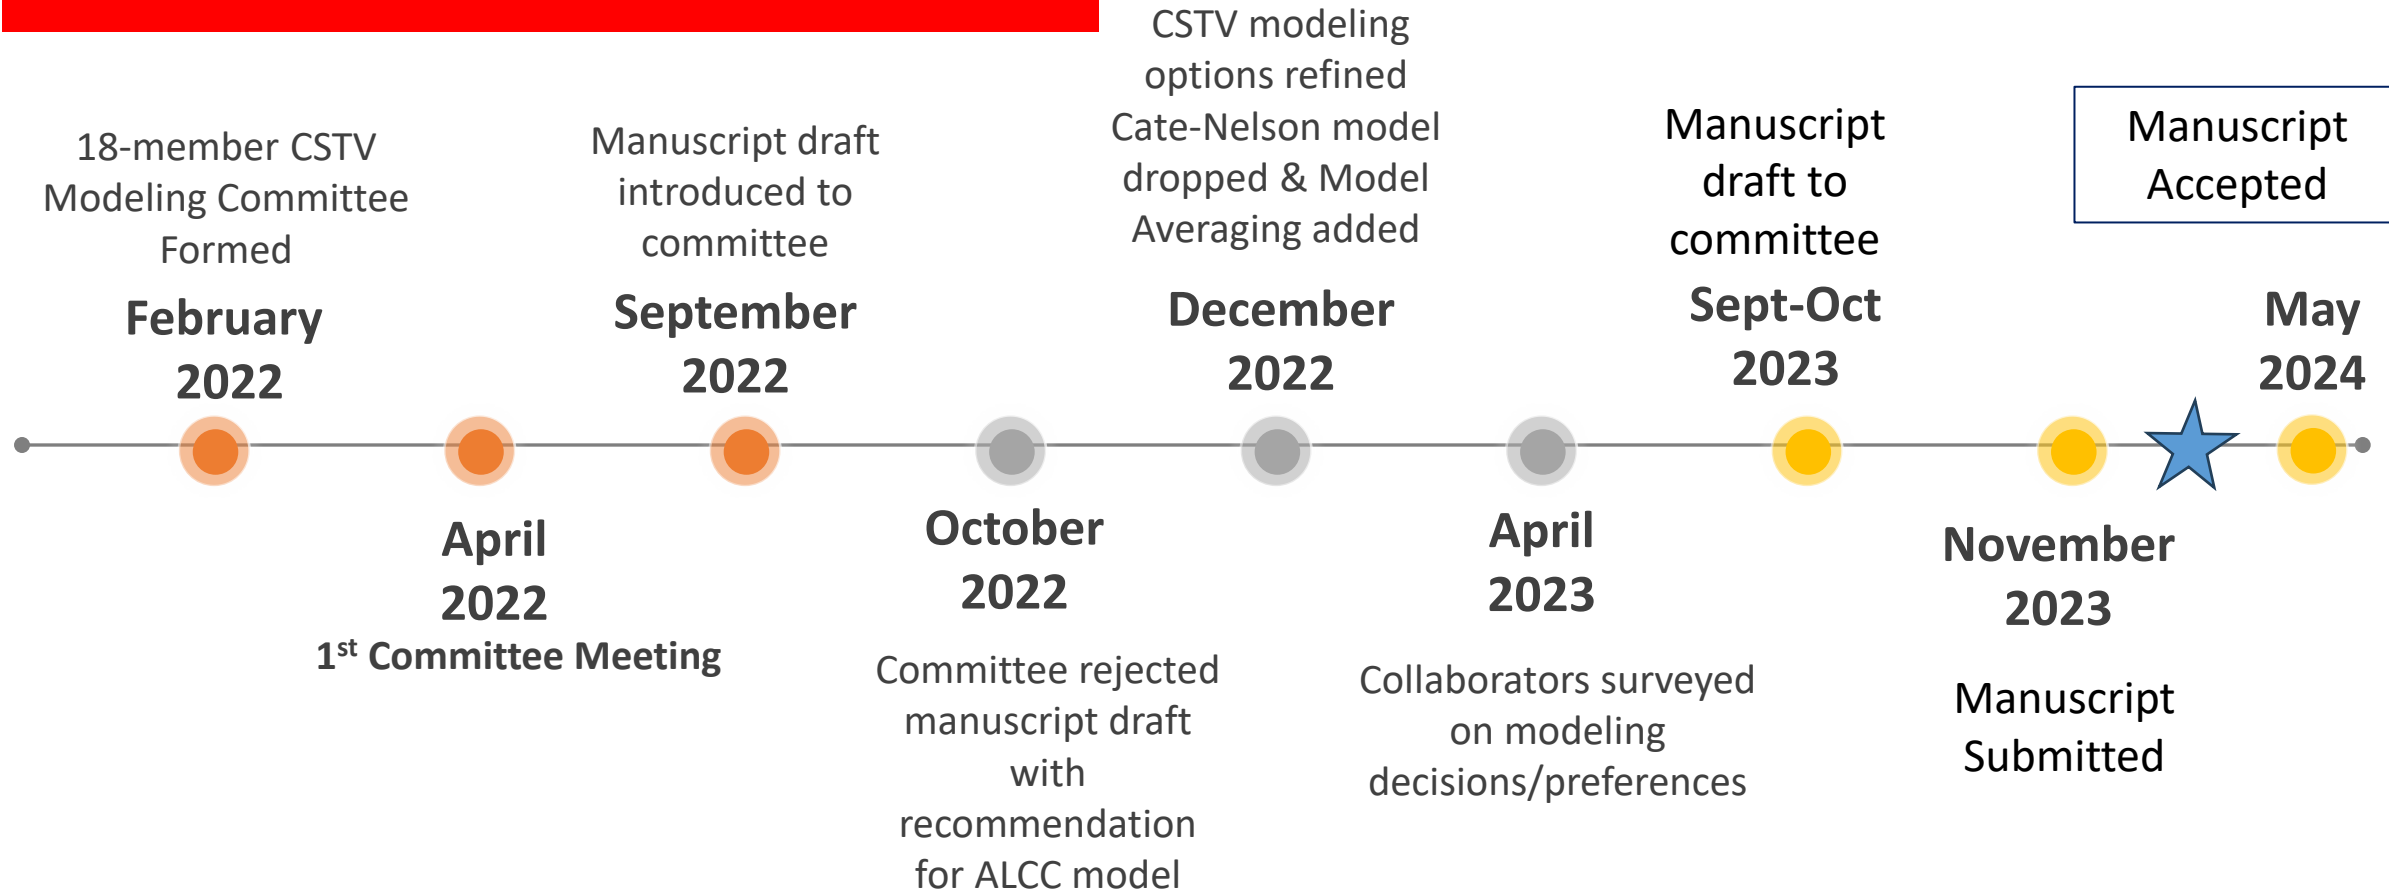 18-member CSTV
Modeling Committee
Formed
February
2022
April
2022
1st Committee Meeting
Manuscript draft
introduced to
committee
September
2022
October
2022
Committee rejected
manuscript draft
with
recommendation
for ALCC model
CSTV modeling
options refined
Cate-Nelson model
dropped & Model
Averaging added
December
2022
April
2023
Collaborators surveyed
on modeling
decisions/preferences
Manuscript
draft to
committee
Sept-Oct
2023
November
2023
Manuscript
Submitted
Manuscript
Accepted
May
2024